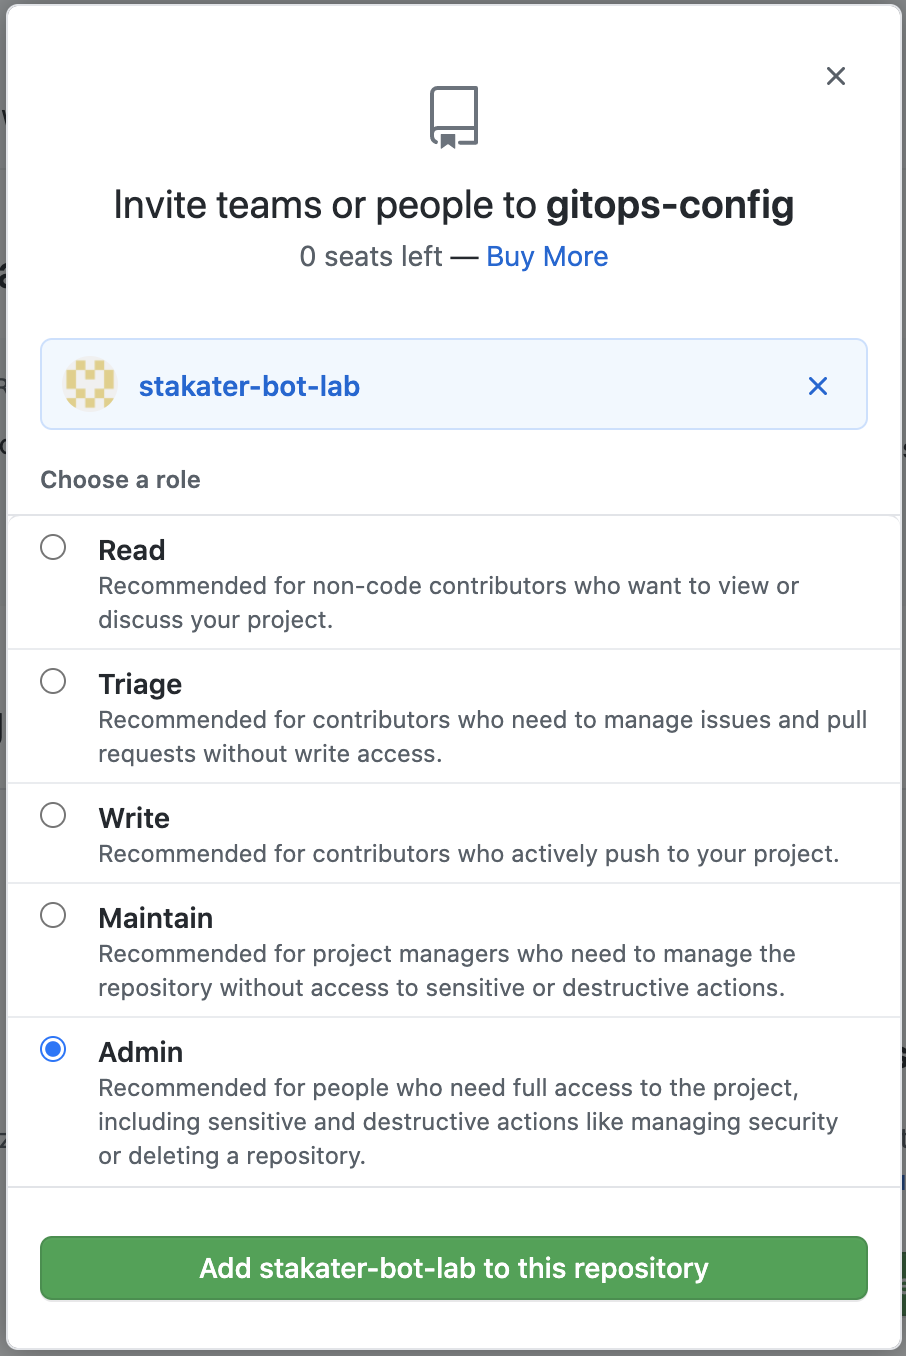 Invite teams or people to gitops-config
0 seats left — Buy More
stakater-bot-lab
Choose a role
Read
Recommended for non-code contributors who want to view or
discuss your project.
Triage
Recommended for contributors who need to manage issues and pull
requests without write access.
Write
Recommended for contributors who actively push to your project.
Maintain
Recommended for project managers who need to manage the
repository without access to sensitive or destructive actions.
Admin
Recommended for people who need full access to the project,
including sensitive and destructive actions like managing security
or deleting a repository.
Add stakater-bot-lab to this repository